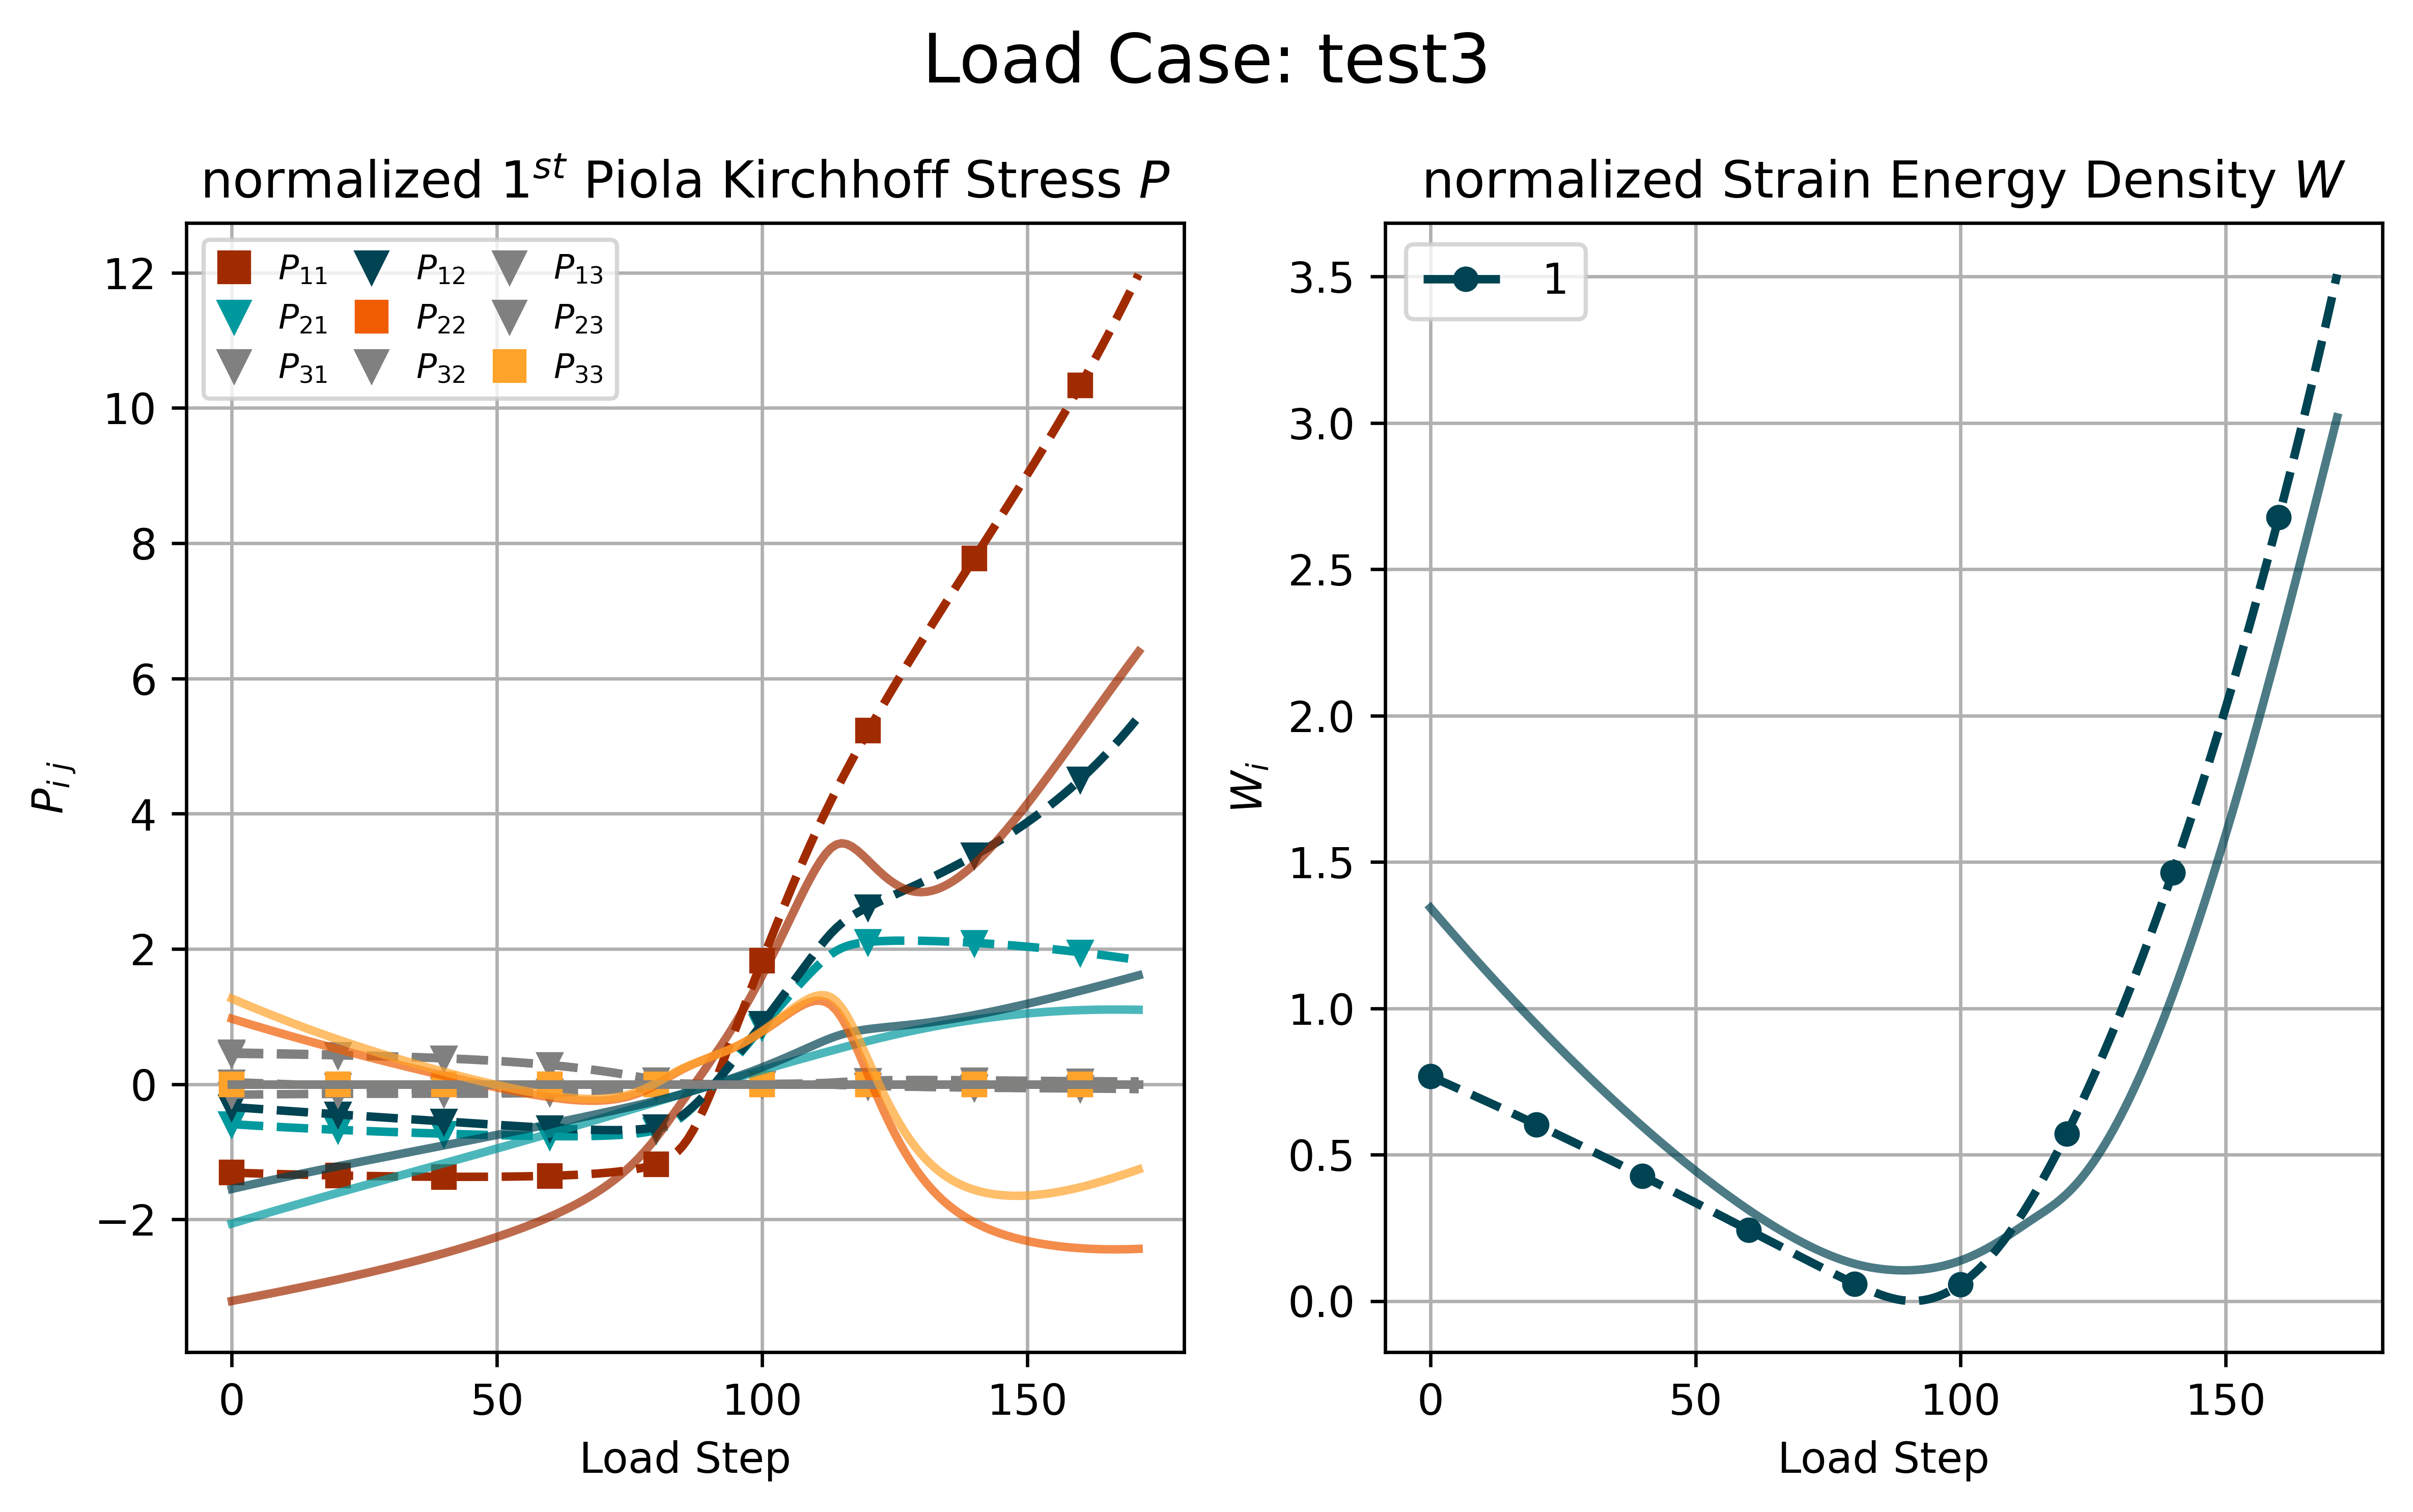 Load Case: test3
normalized 1st Piola Kirchhoff Stress P
P11 P12 P13
P21 P22 P23
P31 P32 P33
12
10
8
6
4
2
0
−2
Pi j
0 50 100 150
Load Step
normalized Strain Energy Density W
1
3.5
3.0
2.5
2.0
1.5
1.0
0.5
0.0
Wi
0 50 100 150
Load Step